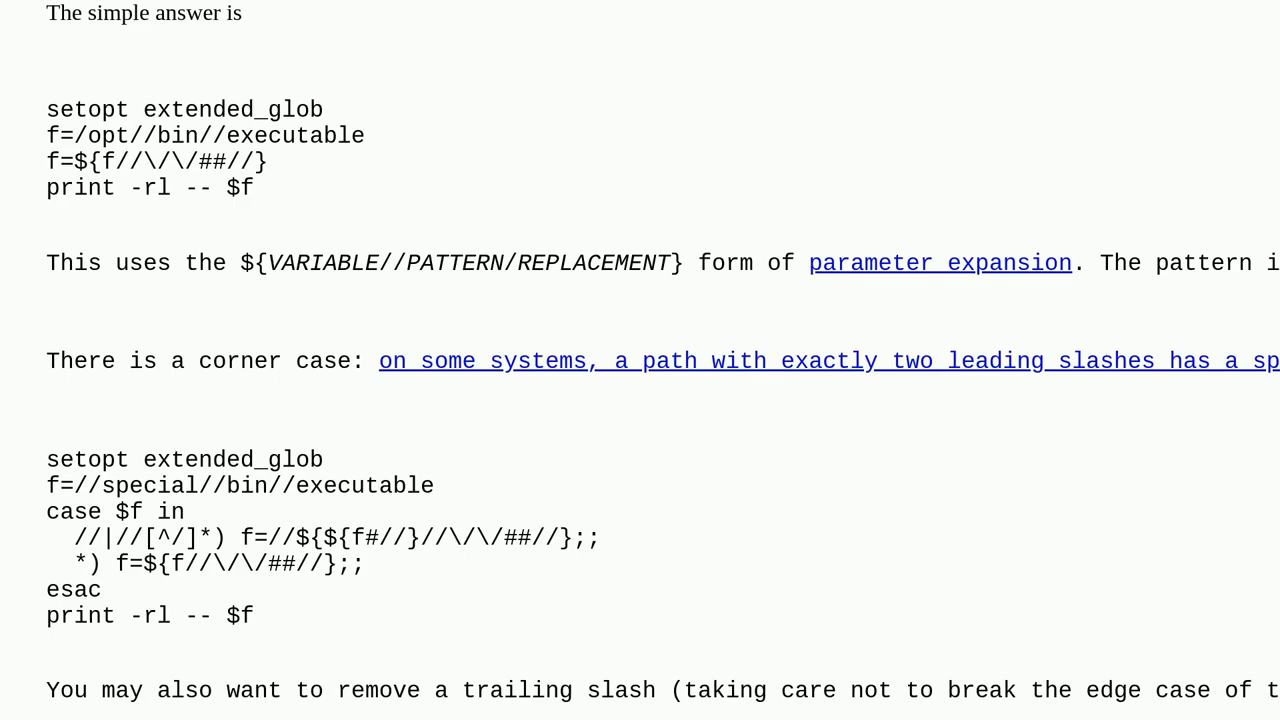 The simple answer is
setopt extended_glob
f=/opt//bin//executable
f=${f//\/\/##//}
print -rl -- $f
This uses the ${VARIABLE//PATTERN/REPLACEMENT} form of parameter expansion. The pattern i
There is a corner case: on some systems, a path with exactly two leading slashes has a sp
setopt extended_glob
f=//special//bin//executable
case $f in
  //|//[^/]*) f=//${${f#//}//\/\/##//};;
  *) f=${f//\/\/##//};;
esac
print -rl -- $f
You may also want to remove a trailing slash (taking care not to break the edge case of t